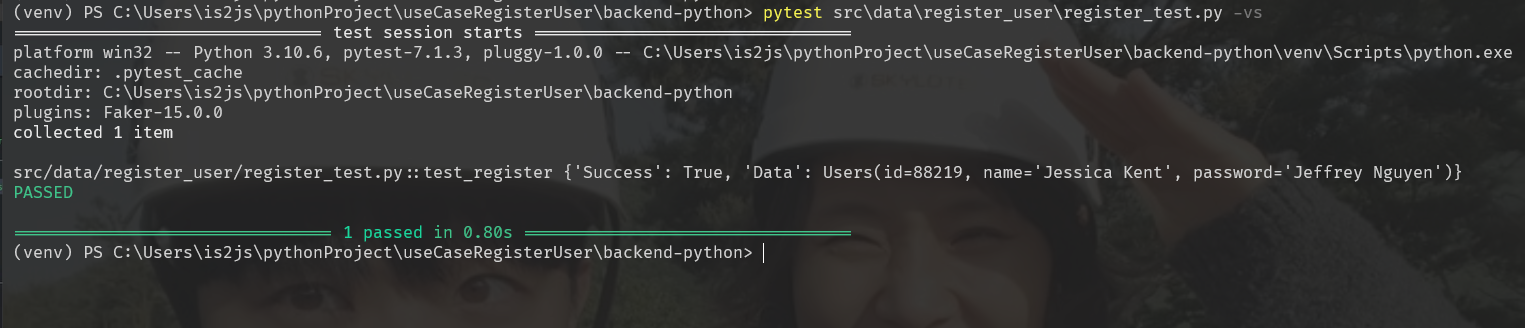 (venv) PS C:\Users\is2js\pythonProject\useCaseRegisterUser\backend-python> pytest src\data\register_user\register_test.py -vs
============================== test session starts ==============================
platform win32 -- Python 3.10.6, pytest-7.1.3, pluggy-1.0.0 -- C:\Users\is2js\pythonProject\useCaseRegisterUser\backend-python\venv\Scripts\python.exe
cachedir: .pytest_cache
rootdir: C:\Users\is2js\pythonProject\useCaseRegisterUser\backend-python
plugins: Faker-15.0.0
collected 1 item
src/data/register_user/register_test.py::test_register {'Success': True, 'Data': Users(id=88219, name='Jessica Kent', password='Jeffrey Nguyen')}
PASSED
=============================== 1 passed in 0.80s ===============================
(venv) PS C:\Users\is2js\pythonProject\useCaseRegisterUser\backend-python>